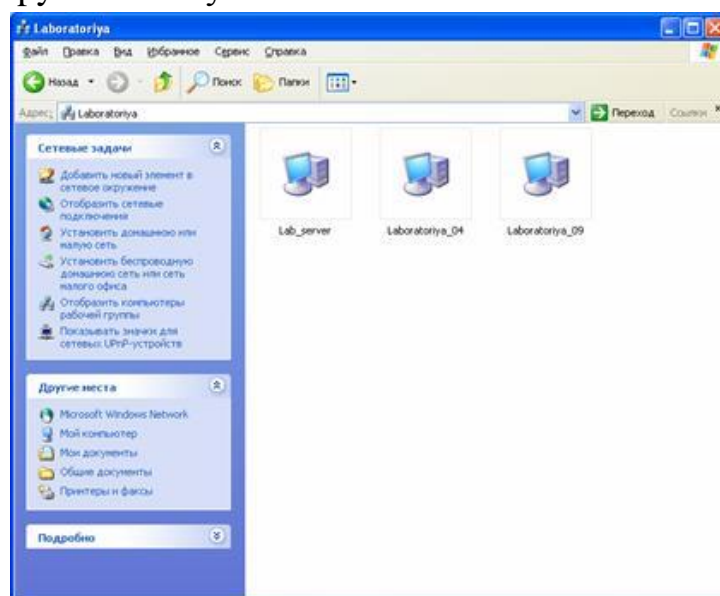 Laboratoriya
Файл Правка Вид Избранное Сервис Справка
Назад Поиск Папки
Адрес: Laboratoriya Переход Ссылки »
Сетевые задачи
Добавить новый элемент в
сетевое окружение
Отобразить сетевые
подключения
Установить домашнюю или
малую сеть
Установить беспроводную
домашнюю сеть или сеть
малого офиса
Отобразить компьютеры
рабочей группы
Показывать значки для
сетевых UPnP-устройств
Другие места
Microsoft Windows Network
Мой компьютер
Мои документы
Общие документы
Принтеры и факсы
Подробно
Lab_server Laboratoriya_04 Laboratoriya_09